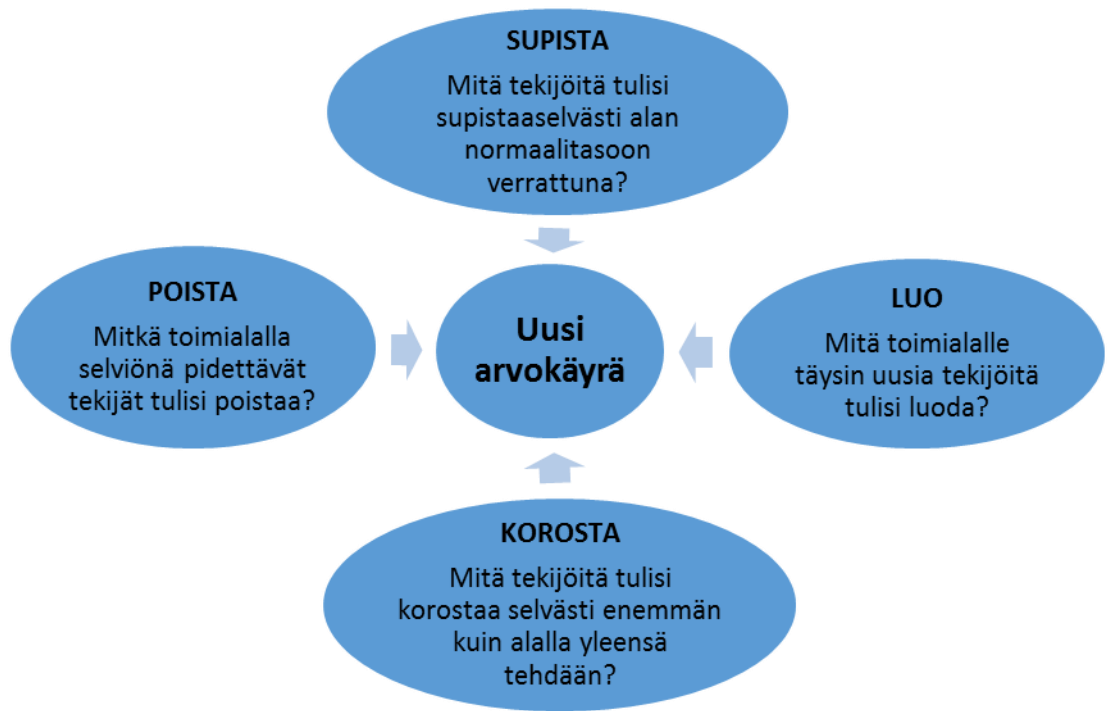 SUPISTA
Mitä tekijöitä tulisi
supistaaselvästi alan
normaalitasoon
verrattuna?
POISTA
Mitkä toimialalla
selviönä pidettävät
tekijät tulisi poistaa?
Uusi
arvokäyrä
LUO
Mitä toimialalle
täysin uusia tekijöitä
tulisi luoda?
KOROSTA
Mitä tekijöitä tulisi
korostaa selvästi enemmän
kuin alalla yleensä
tehdään?